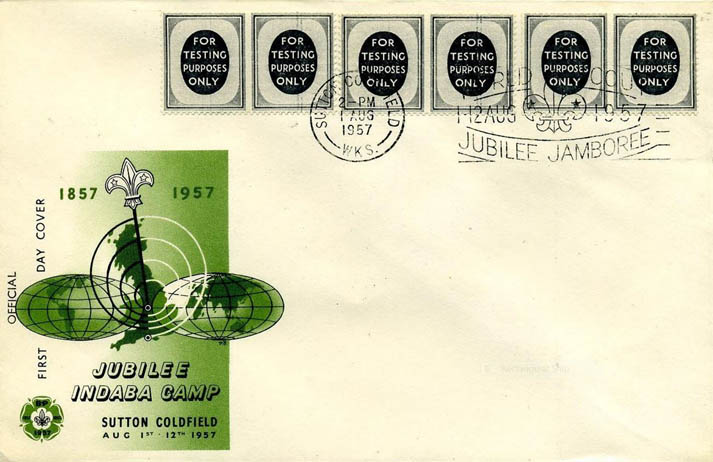 FOR
TESTING
PURPOSES
ONLY
FOR
TESTING
PURPOSES
ONLY
FOR
TESTING
PURPOSES
ONLY
FOR
TESTING
PURPOSES
ONLY
FOR
TESTING
PURPOSES
ONLY
FOR
TESTING
PURPOSES
ONLY
SUTTON COLDFIELD
2-PM
1 AUG
1957
WKS.
1-12 AUG 1957
JUBILEE JAMBOREE
1857 1957
OFFICIAL
FIRST DAY COVER
JUBILEE
INDABA CAMP
SUTTON COLDFIELD
AUG 1ST - 12TH 1957
BP
1957